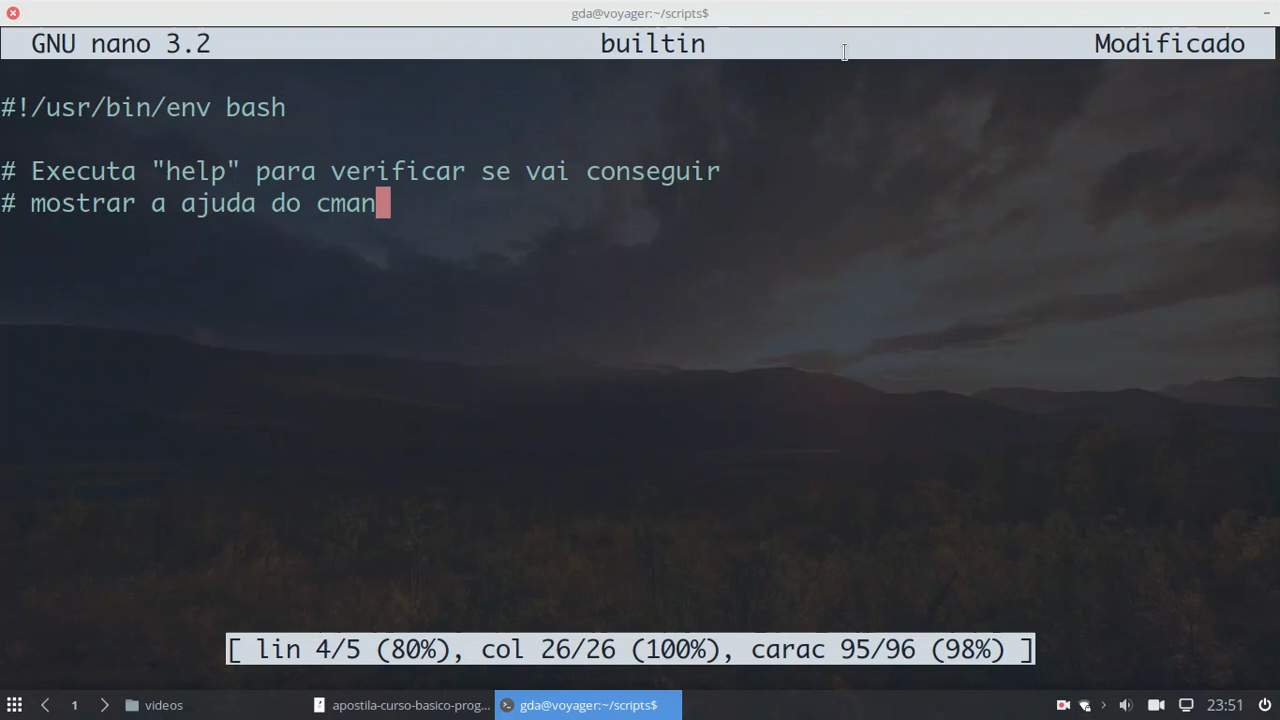 gda@voyager:~/scripts$
GNU nano 3.2 builtin Modificado
#!/usr/bin/env bash
# Executa "help" para verificar se vai conseguir
# mostrar a ajuda do cman
[ lin 4/5 (80%), col 26/26 (100%), carac 95/96 (98%) ]
1 videos apostila-curso-basico-prog... gda@voyager:~/scripts$ 23:51